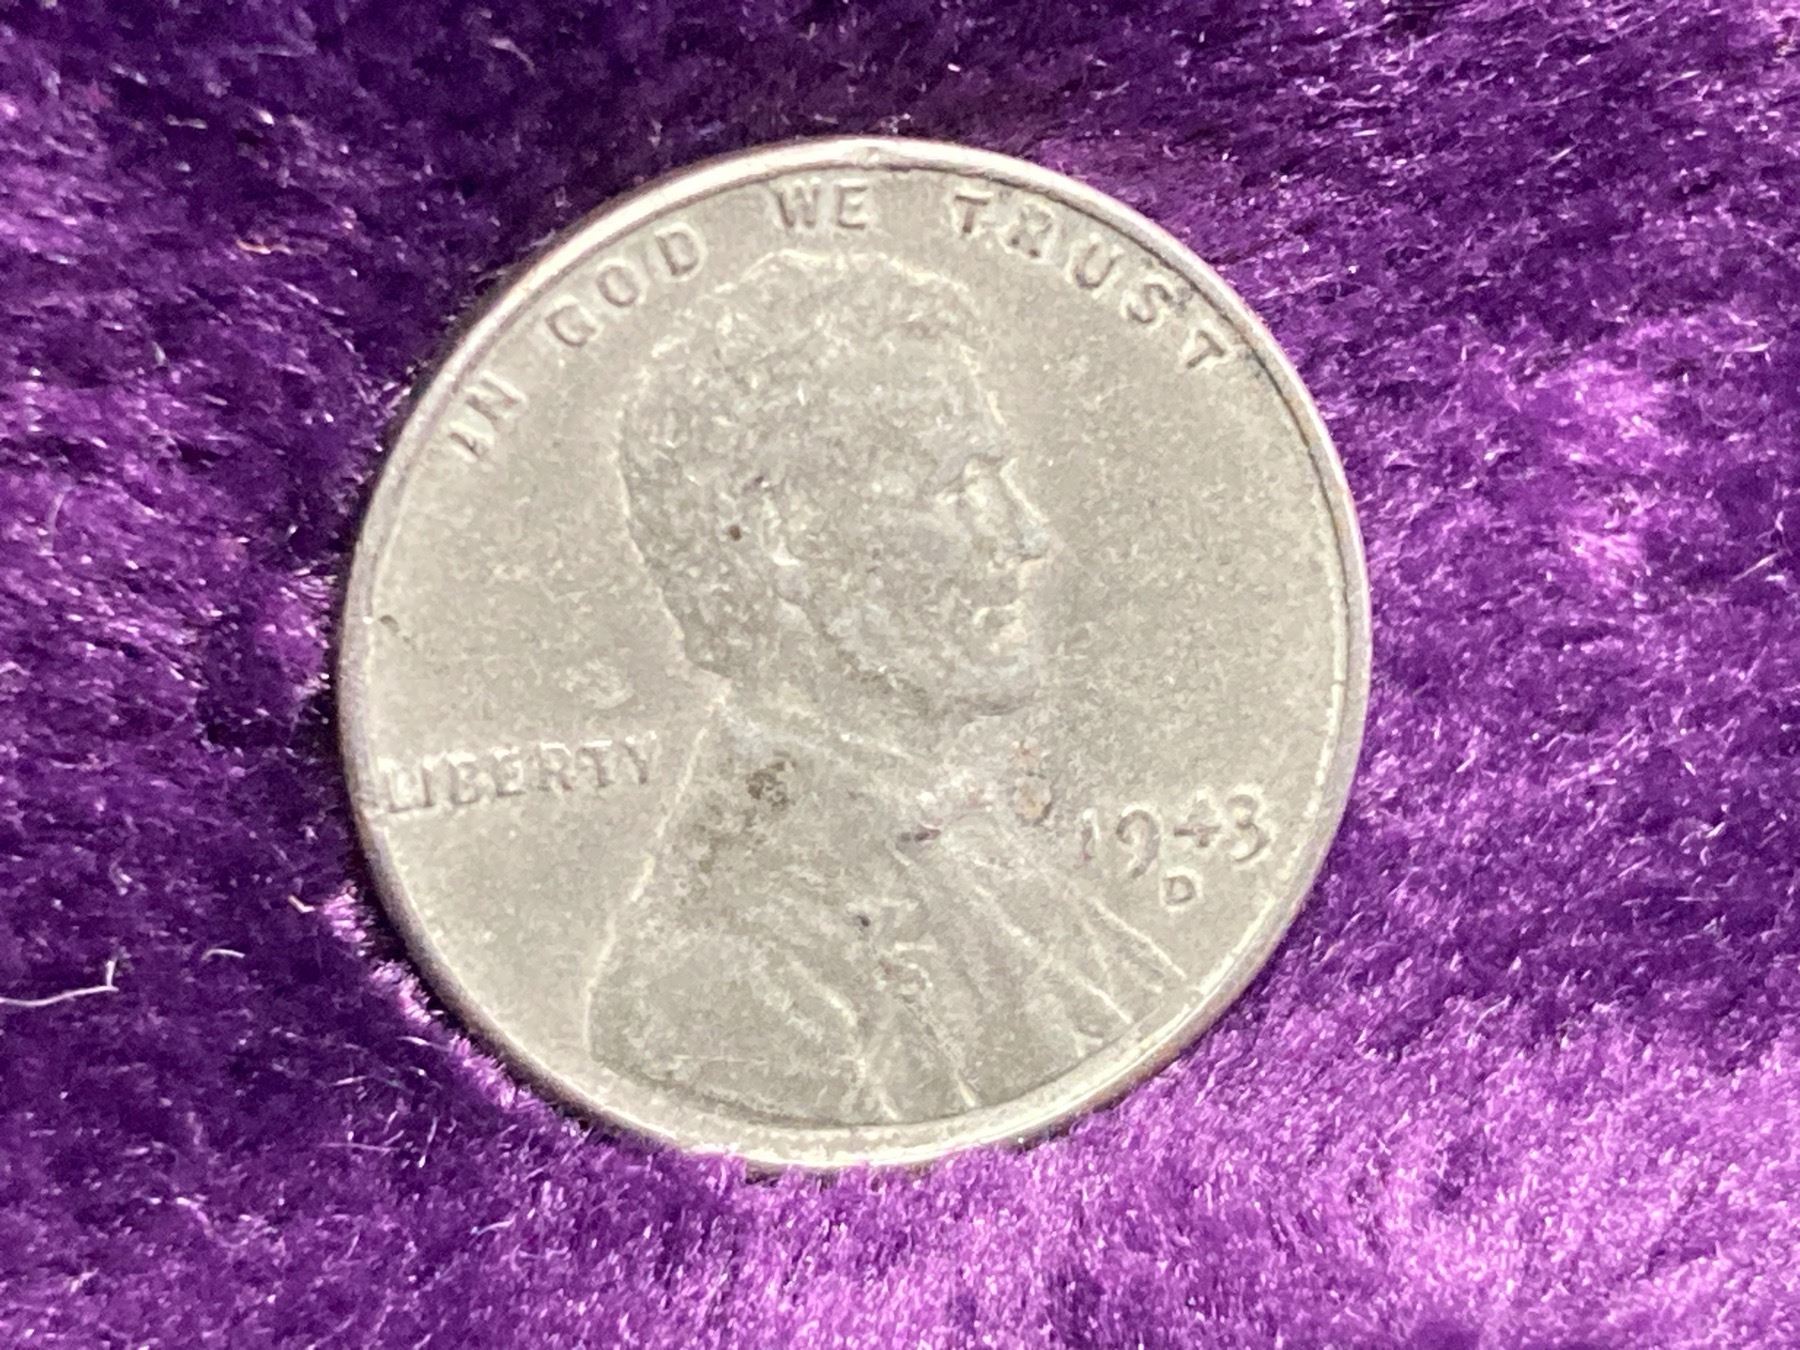 IN GOD WE TRUST
LIBERTY
1943
D